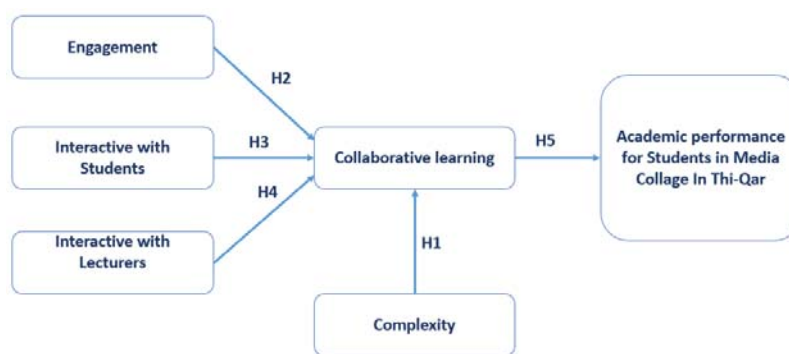 Engagement
H2
Interactive with
Students
H3
Collaborative learning
H5
Academic performance
for Students in Media
Collage In Thi-Qar
H4
Interactive with
Lecturers
H1
Complexity